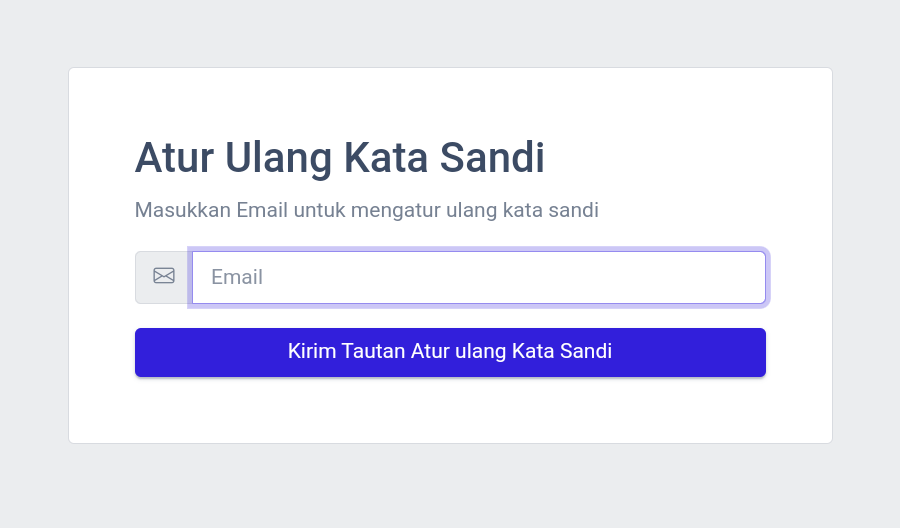 Atur Ulang Kata Sandi
Masukkan Email untuk mengatur ulang kata sandi
Email
Kirim Tautan Atur ulang Kata Sandi